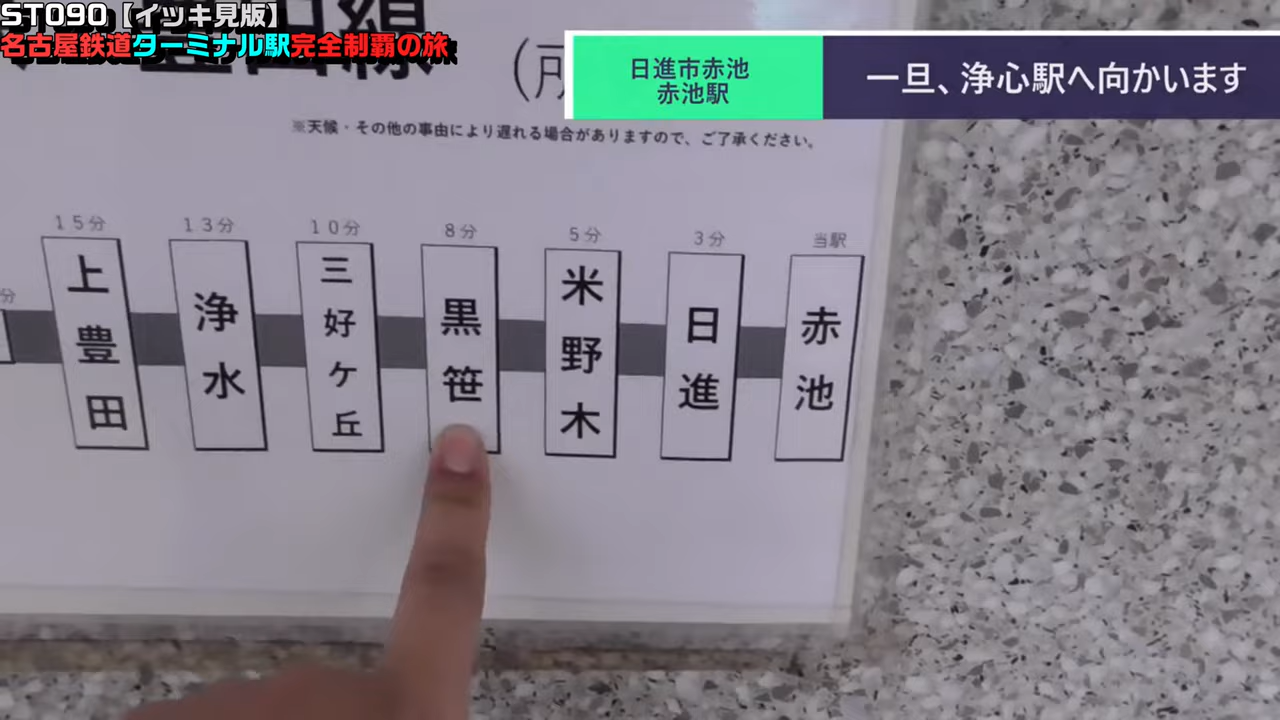 ST090【イッキ見版】
名古屋鉄道ターミナル駅完全制覇の旅
豊田線
日進市赤池
赤池駅
一旦、浄心駅へ向かいます
※天候・その他の事由により遅れる場合がありますので、ご了承ください。
15分
13分
10分
8分
5分
3分
当駅
分
上豊田
浄水
三好ケ丘
黒笹
米野木
日進
赤池